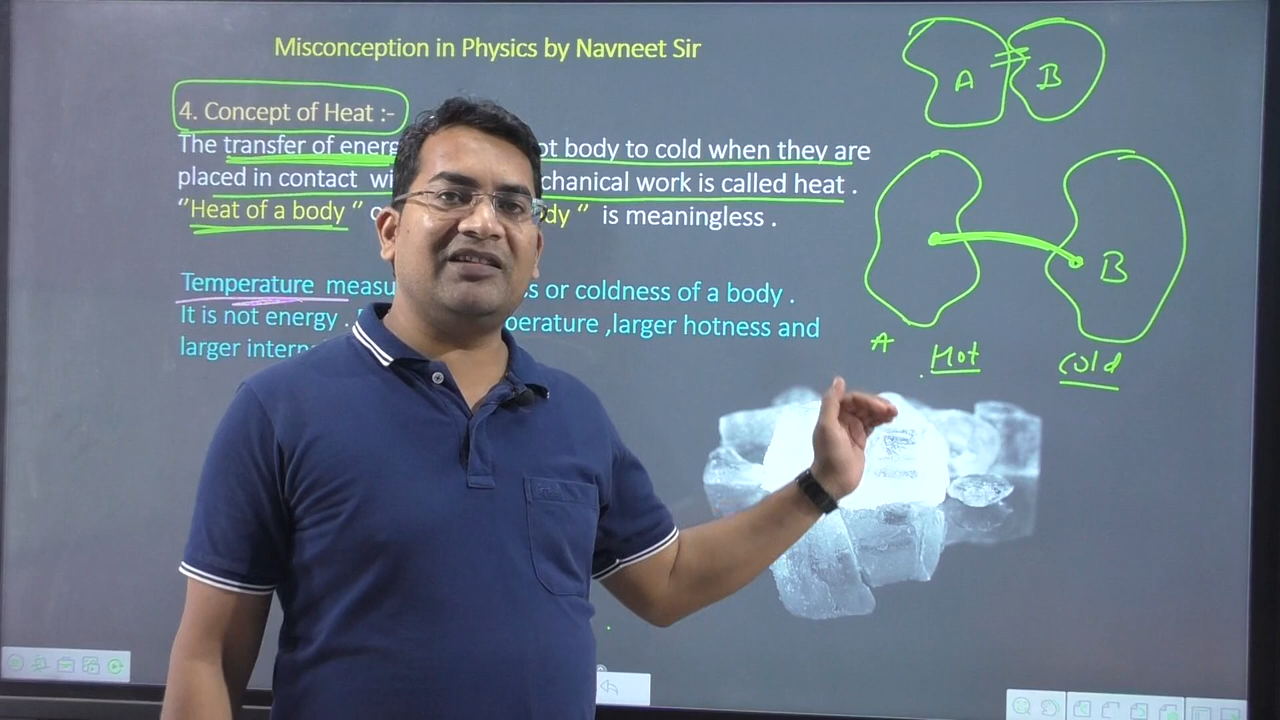 Misconception in Physics by Navneet Sir
4. Concept of Heat :-
The transfer of energ ot body to cold when they are
placed in contact wi chanical work is called heat .
“Heat of a body “ o dy “ is meaningless .
Temperature measu s or coldness of a body .
It is not energy . perature ,larger hotness and
larger intern
A
B
B
A
Hot
Cold